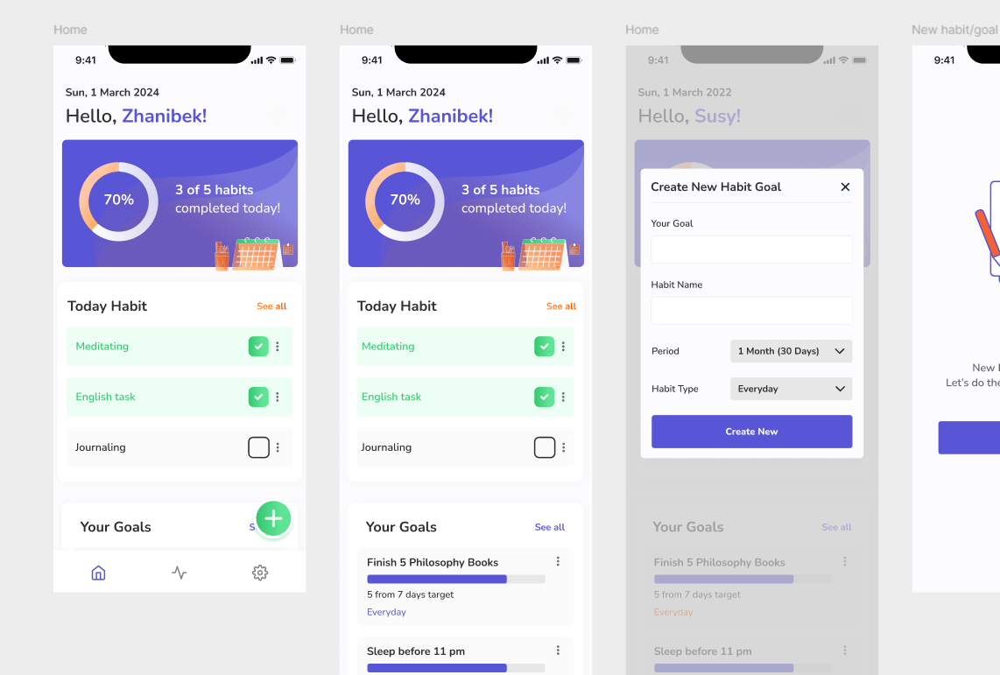 Home
9:41
Sun, 1 March 2024
Hello, Zhanibek!
70%
3 of 5 habits
completed today!
Today Habit
See all
Meditating
English task
Journaling
Your Goals
S
Home
9:41
Sun, 1 March 2024
Hello, Zhanibek!
70%
3 of 5 habits
completed today!
Today Habit
See all
Meditating
English task
Journaling
Your Goals
See all
Finish 5 Philosophy Books
5 from 7 days target
Everyday
Sleep before 11 pm
Home
9:41
Sun, 1 March 2022
Hello, Susy!
Create New Habit Goal
Your Goal
Habit Name
Period
1 Month (30 Days)
Habit Type
Everyday
Create New
Your Goals
See all
Finish 5 Philosophy Books
5 from 7 days target
Everyday
Sleep before 11 pm
New habit/goal
9:41
New
Let's do the